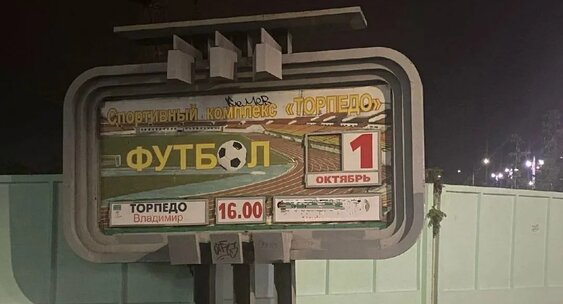 Спортивный комплекс «ТОРПЕДО»
ФУТБОЛ
1
ОКТЯБРЬ
ТОРПЕДО
Владимир
16.00